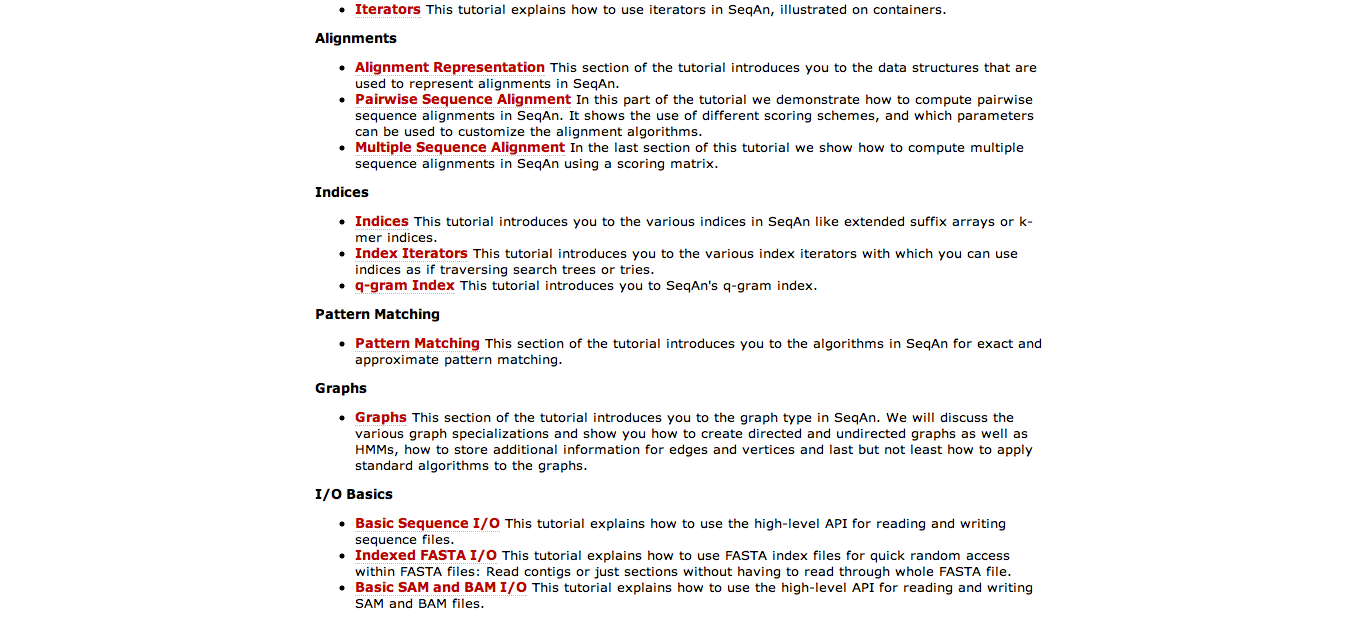 Iterators This tutorial explains how to use iterators in SeqAn, illustrated on containers.
Alignments
Alignment Representation This section of the tutorial introduces you to the data structures that are
used to represent alignments in SeqAn.
Pairwise Sequence Alignment In this part of the tutorial we demonstrate how to compute pairwise
sequence alignments in SeqAn. It shows the use of different scoring schemes, and which parameters
can be used to customize the alignment algorithms.
Multiple Sequence Alignment In the last section of this tutorial we show how to compute multiple
sequence alignments in SeqAn using a scoring matrix.
Indices
Indices This tutorial introduces you to the various indices in SeqAn like extended suffix arrays or k-
mer indices.
Index Iterators This tutorial introduces you to the various index iterators with which you can use
indices as if traversing search trees or tries.
q-gram Index This tutorial introduces you to SeqAn's q-gram index.
Pattern Matching
Pattern Matching This section of the tutorial introduces you to the algorithms in SeqAn for exact and
approximate pattern matching.
Graphs
Graphs This section of the tutorial introduces you to the graph type in SeqAn. We will discuss the
various graph specializations and show you how to create directed and undirected graphs as well as
HMMs, how to store additional information for edges and vertices and last but not least how to apply
standard algorithms to the graphs.
I/O Basics
Basic Sequence I/O This tutorial explains how to use the high-level API for reading and writing
sequence files.
Indexed FASTA I/O This tutorial explains how to use FASTA index files for quick random access
within FASTA files: Read contigs or just sections without having to read through whole FASTA file.
Basic SAM and BAM I/O This tutorial explains how to use the high-level API for reading and writing
SAM and BAM files.